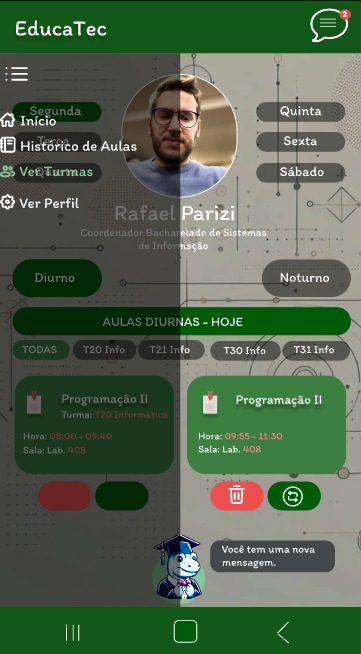 EducaTec
2
Segunda
Quinta
Início
Terça
Sexta
Histórico de Aulas
Quarta
Ver Turmas
Sábado
Ver Perfil
Rafael Parizi
Coordenador Bacharelado de Sistemas
de Informação
Diurno
Noturno
AULAS DIURNAS - HOJE
TODAS
T20 Info
T21 Info
T30 Info
T31 Info
Programação II
Turma: T20 Informática
Hora: 08:00 - 09:40
Sala: Lab. 408
Programação II
Hora: 09:55 - 11:30
Sala: Lab. 408
Você tem uma nova
mensagem.